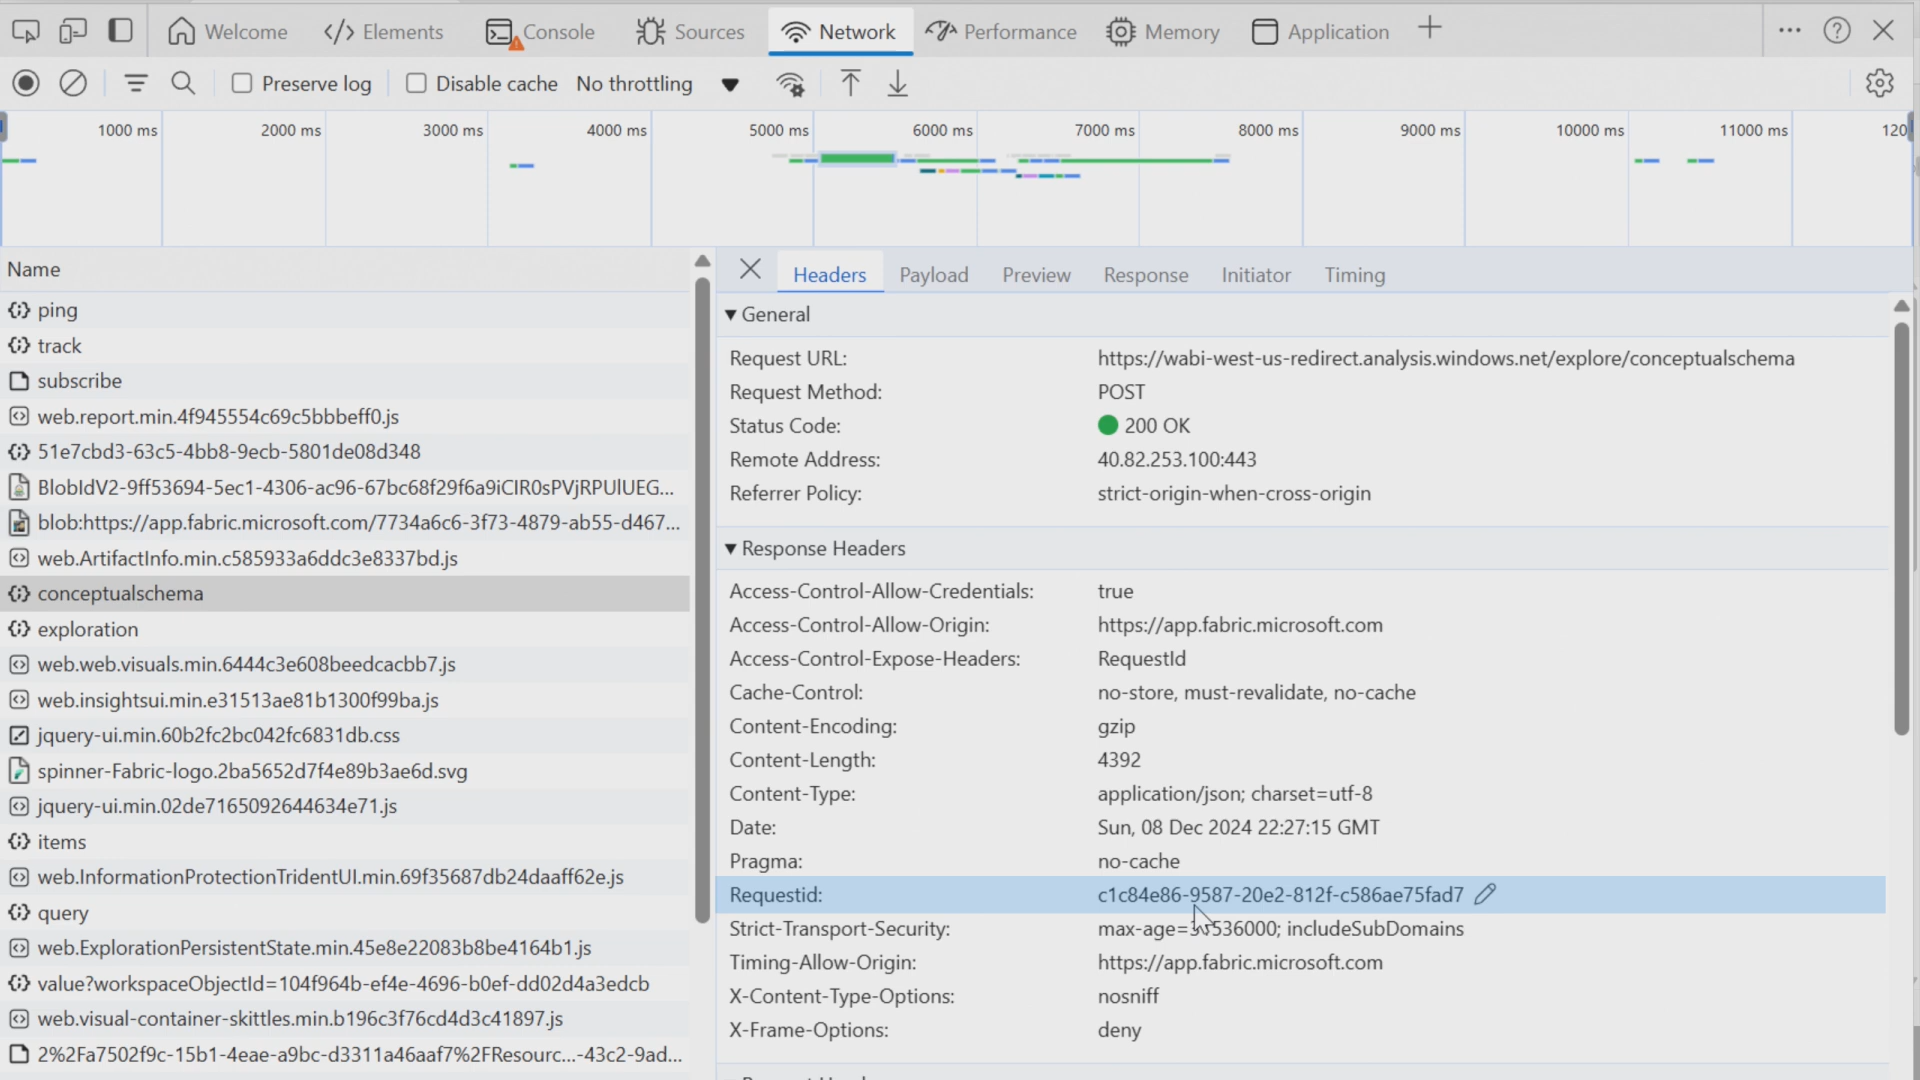 Welcome
Elements
Console
Sources
Network
Performance
Memory
Application
Preserve log
Disable cache
No throttling
1000 ms
2000 ms
3000 ms
4000 ms
5000 ms
6000 ms
7000 ms
8000 ms
9000 ms
10000 ms
11000 ms
120
Name
ping
track
subscribe
web.report.min.4f945554c69c5bbbeff0.js
51e7cbd3-63c5-4bb8-9ecb-5801de08d348
BlobIdV2-9ff53694-5ec1-4306-ac96-67bc68f29f6a9iCIR0sPVjRPUlUEG...
blob:https://app.fabric.microsoft.com/7734a6c6-3f73-4879-ab55-d467...
web.ArtifactInfo.min.c585933a6ddc3e8337bd.js
conceptualschema
exploration
web.web.visuals.min.6444c3e608beedcacbb7.js
web.insightsui.min.e31513ae81b1300f99ba.js
jquery-ui.min.60b2fc2bc042fc6831db.css
spinner-Fabric-logo.2ba5652d7f4e89b3ae6d.svg
jquery-ui.min.02de7165092644634e71.js
items
web.InformationProtectionTridentUI.min.69f35687db24daaff62e.js
query
web.ExplorationPersistentState.min.45e8e22083b8be4164b1.js
value?workspaceObjectId=104f964b-ef4e-4696-b0ef-dd02d4a3edcb
web.visual-container-skittles.min.b196c3f76cd4d3c41897.js
2%2Fa7502f9c-15b1-4eae-a9bc-d3311a46aaf7%2FResourc...-43c2-9ad...
Headers
Payload
Preview
Response
Initiator
Timing
General
Request URL: https://wabi-west-us-redirect.analysis.windows.net/explore/conceptualschema
Request Method: POST
Status Code: 200 OK
Remote Address: 40.82.253.100:443
Referrer Policy: strict-origin-when-cross-origin
Response Headers
Access-Control-Allow-Credentials: true
Access-Control-Allow-Origin: https://app.fabric.microsoft.com
Access-Control-Expose-Headers: RequestId
Cache-Control: no-store, must-revalidate, no-cache
Content-Encoding: gzip
Content-Length: 4392
Content-Type: application/json; charset=utf-8
Date: Sun, 08 Dec 2024 22:27:15 GMT
Pragma: no-cache
Requestid: c1c84e86-9587-20e2-812f-c586ae75fad7
Strict-Transport-Security: includeSubDomains
Timing-Allow-Origin: https://app.fabric.microsoft.com
X-Content-Type-Options: nosniff
X-Frame-Options: deny